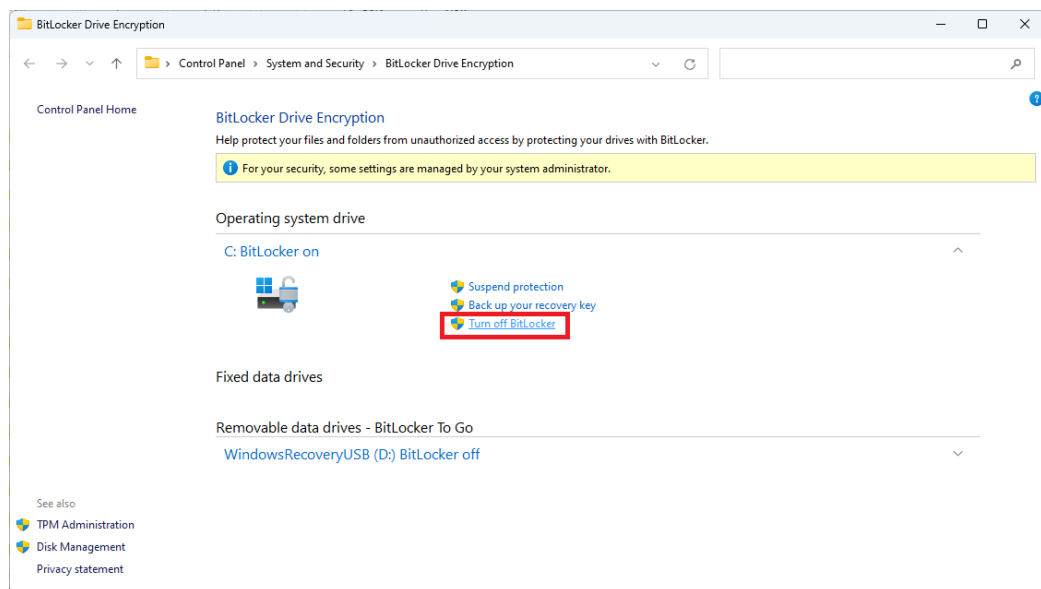 BitLocker Drive Encryption
Control Panel > System and Security > BitLocker Drive Encryption
Control Panel Home
BitLocker Drive Encryption
Help protect your files and folders from unauthorized access by protecting your drives with BitLocker.
For your security, some settings are managed by your system administrator.
Operating system drive
C: BitLocker on
Suspend protection
Back up your recovery key
Turn off BitLocker
Fixed data drives
Removable data drives - BitLocker To Go
WindowsRecoveryUSB (D:) BitLocker off
See also
TPM Administration
Disk Management
Privacy statement